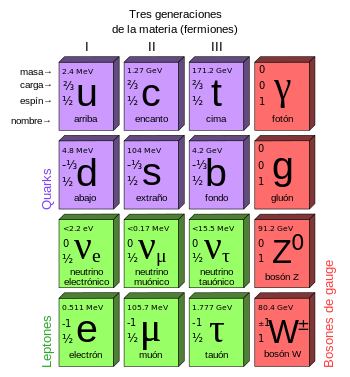 Tres generaciones
de la materia (fermiones)
I II III
masa→ 2.4 MeV 1.27 GeV 171.2 GeV 0
carga→ ⅔ u ⅔ c ⅔ t 0 γ
espín→ ½ ½ ½ 1
nombre→ arriba encanto cima fotón
Quarks
4.8 MeV 104 MeV 4.2 GeV 0
-⅓ d -⅓ s -⅓ b 0 g
½ ½ ½ 1
abajo extraño fondo gluón
<2.2 eV <0.17 MeV <15.5 MeV 91.2 GeV
0 νe 0 νμ 0 ντ 0 Z⁰
½ ½ ½ 1
neutrino neutrino neutrino bosón Z
electrónico muónico tauónico
Leptones
0.511 MeV 105.7 MeV 1.777 GeV 80.4 GeV
-1 e -1 μ -1 τ ±1 W±
½ ½ ½ 1
electrón muón tauón bosón W
Bosones de gauge